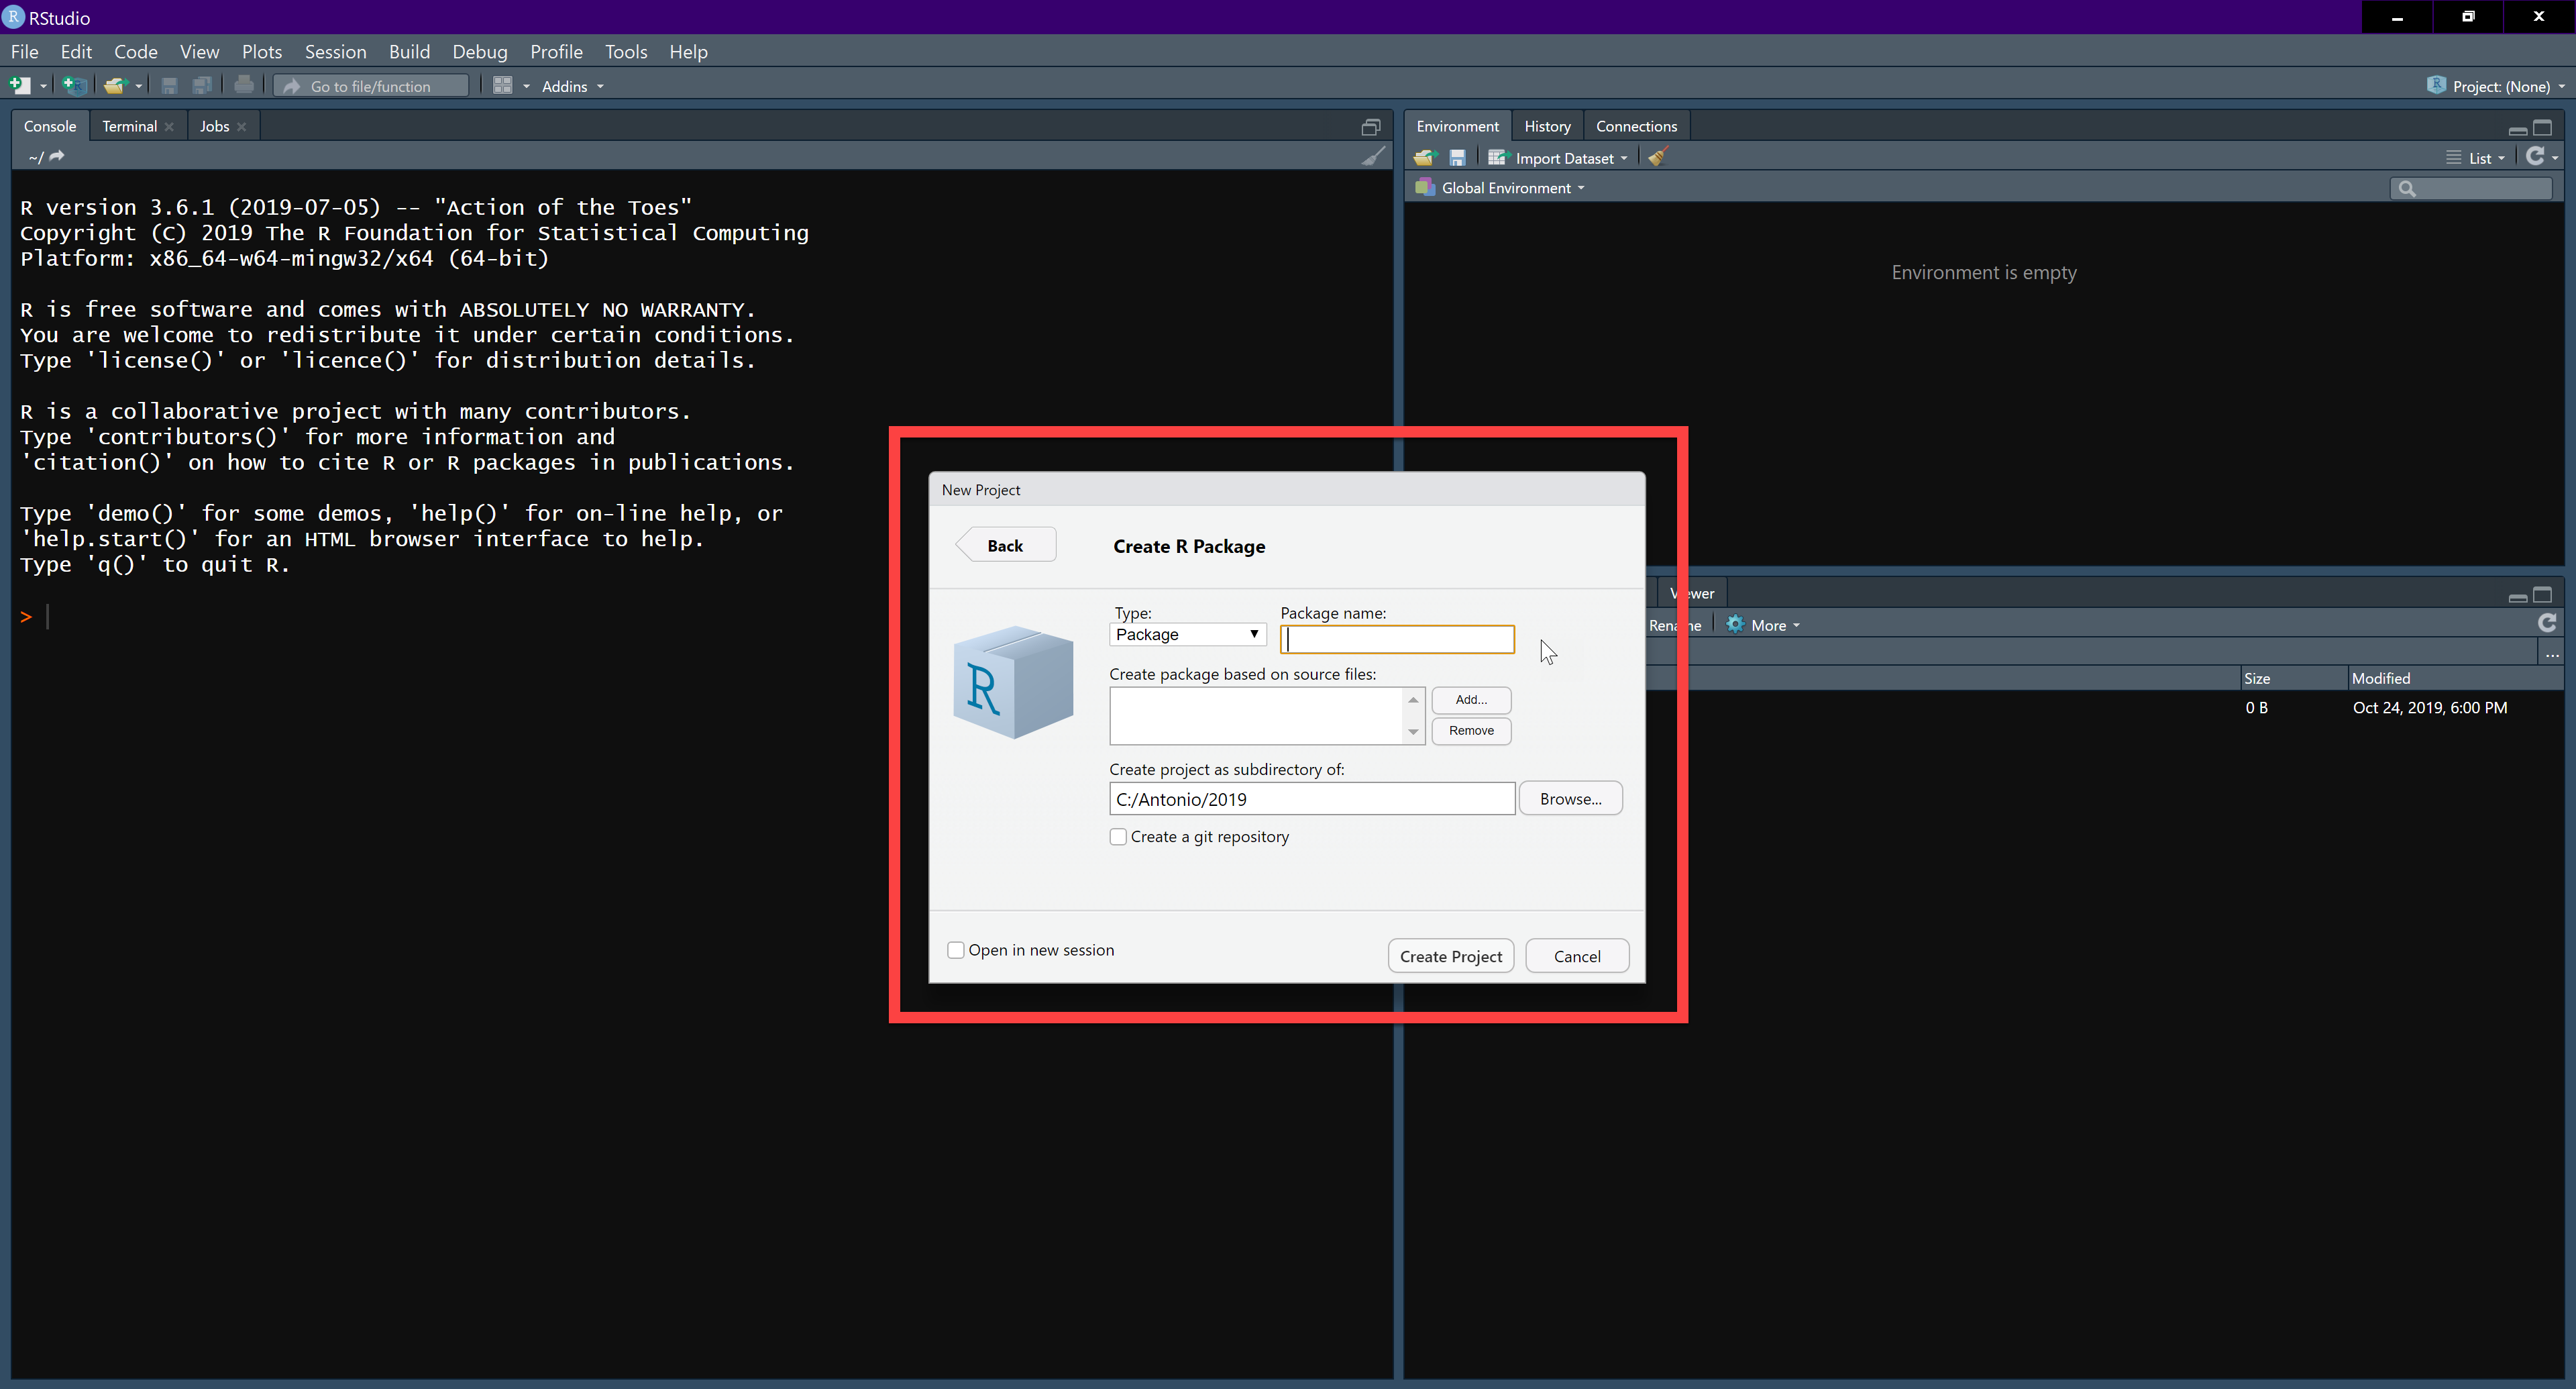 R RStudio
File Edit Code View Plots Session Build Debug Profile Tools Help
Go to file/function Addins Project: (None)
Console Terminal Jobs
~/
R version 3.6.1 (2019-07-05) -- "Action of the Toes"
Copyright (C) 2019 The R Foundation for Statistical Computing
Platform: x86_64-w64-mingw32/x64 (64-bit)
R is free software and comes with ABSOLUTELY NO WARRANTY.
You are welcome to redistribute it under certain conditions.
Type 'license()' or 'licence()' for distribution details.
R is a collaborative project with many contributors.
Type 'contributors()' for more information and
'citation()' on how to cite R or R packages in publications.
Type 'demo()' for some demos, 'help()' for on-line help, or
'help.start()' for an HTML browser interface to help.
Type 'q()' to quit R.
>
Environment History Connections
Import Dataset List
Global Environment
Environment is empty
New Project
Back Create R Package
Type: Package name:
Package
R
Create package based on source files:
Add...
Remove
Create project as subdirectory of:
C:/Antonio/2019 Browse...
Create a git repository
Open in new session Create Project Cancel
Viewer
Rename More
...
Size Modified
0 B Oct 24, 2019, 6:00 PM